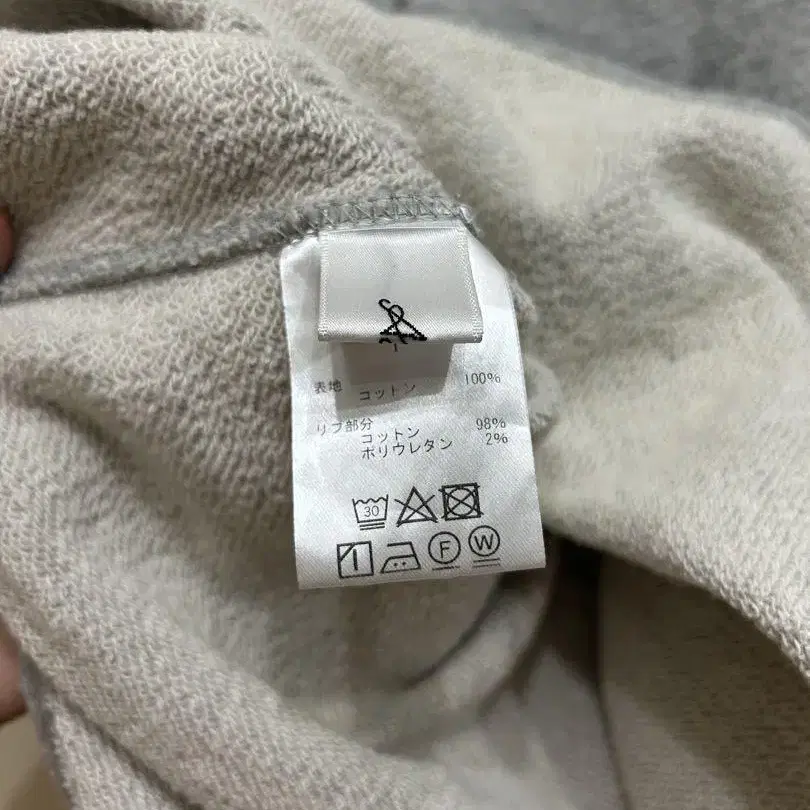 表地
コットン 100%
リブ部分
コットン 98%
ポリウレタン 2%
30
F W